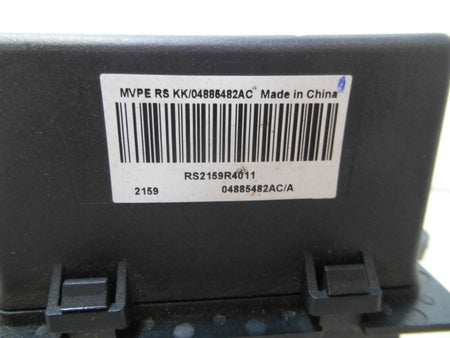 MVPE RS KK/04885482AC Made in China
RS2159R4011
2159 04885482AC/A